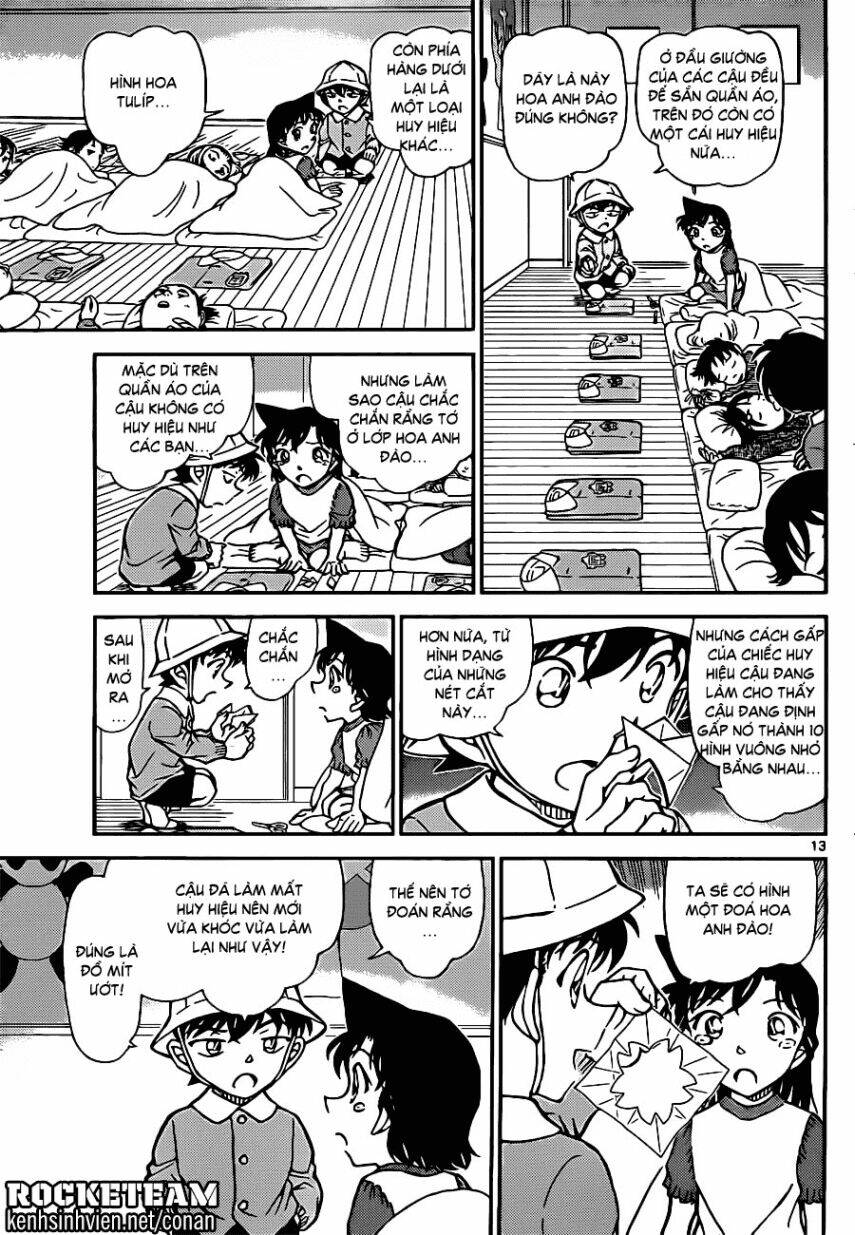 Ở ĐẦU GIƯỜNG
CỦA CÁC CẬU ĐỀU
ĐỂ SẴN QUẦN ÁO,
TRÊN ĐÓ CÒN CÓ
MỘT CÁI HUY HIỆU
NỮA...
DÃY LÀ NÀY
HOA ANH ĐÀO
ĐÚNG KHÔNG?
CÒN PHÍA
HÀNG DƯỚI
LẠI LÀ
MỘT LOẠI
HUY HIỆU
KHÁC...
HÌNH HOA
TULÍP...
NHƯNG LÀM
SAO CẬU CHẮC
CHẮN RẰNG TỚ
Ở LỚP HOA ANH
ĐÀO...
MẶC DÙ TRÊN
QUẦN ÁO CỦA
CẬU KHÔNG CÓ
HUY HIỆU NHƯ
CÁC BẠN...
NHƯNG CÁCH GẤP
CỦA CHIẾC HUY
HIỆU CẬU ĐANG
LÀM CHO THẤY
CẬU ĐANG ĐỊNH
GẤP NÓ THÀNH 10
HÌNH VUÔNG NHỎ
BẰNG NHAU...
HƠN NỮA, TỪ
HÌNH DẠNG
CỦA NHỮNG
NÉT CẮT
NÀY...
CHẮC
CHẮN...
SAU
KHI
MỞ
RA
...
13
TA SẼ CÓ HÌNH
MỘT ĐOÁ HOA
ANH ĐÀO!
THẾ NÊN TỚ
ĐOÁN RẰNG
...
CẬU ĐÃ LÀM MẤT
HUY HIỆU NÊN MỚI
VỪA KHÓC VỪA LÀM
LẠI NHƯ VẬY!
ĐÚNG LÀ
ĐỒ MÍT
ƯỚT!
ROCKETEAM
kenhsinhvien.net/conan